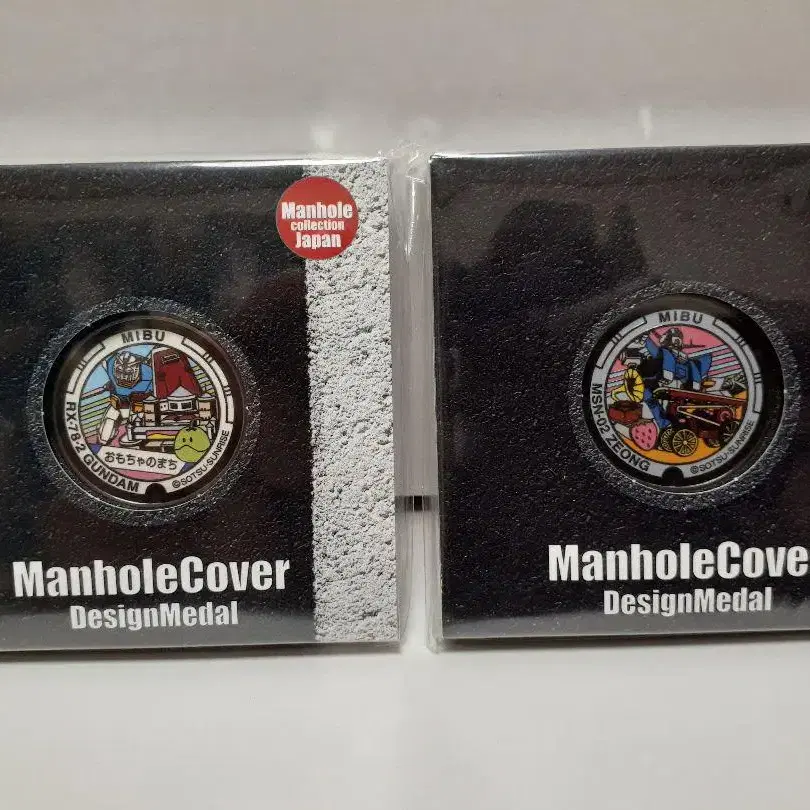 Manhole
collection
Japan
MIBU
RX-78-2 GUNDAM
おもちゃのまち
©SOTSU・SUNRISE
ManholeCover
DesignMedal
MIBU
MSN-02 ZEONG
©SOTSU・SUNRISE
ManholeCove
DesignMedal